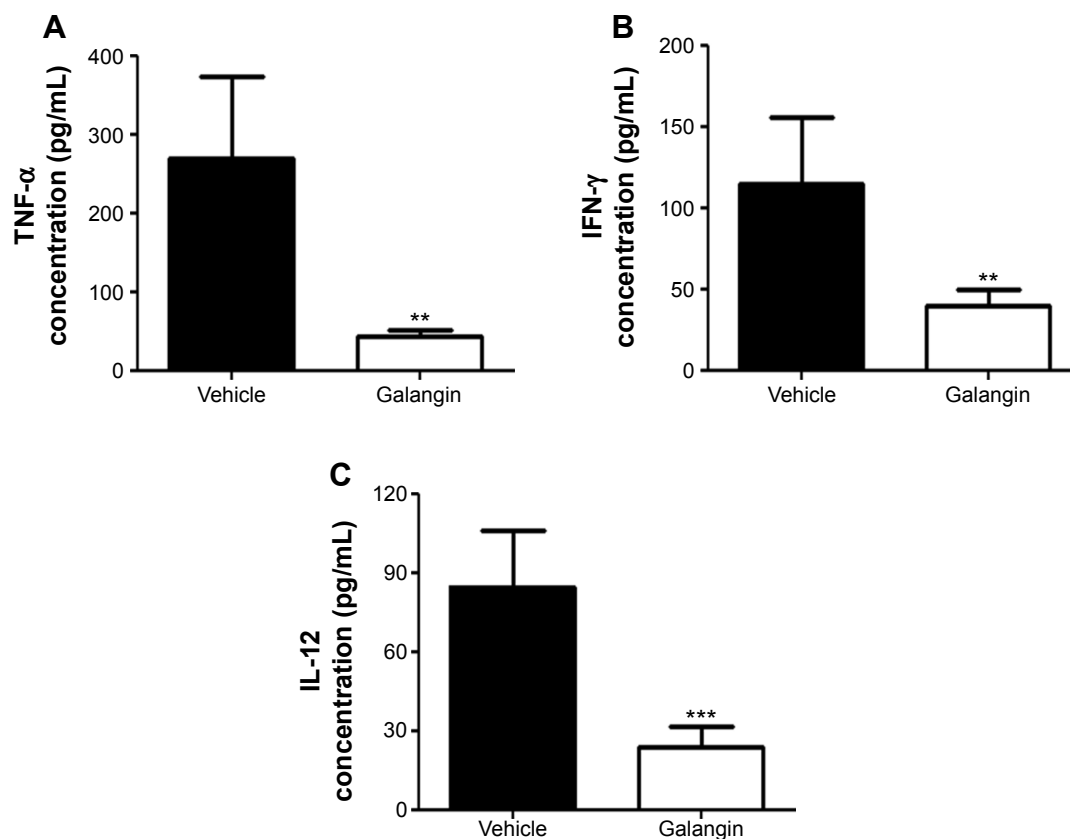 A
TNF-α
concentration (pg/mL)
400
300
200
100
0
**
Vehicle
Galangin
B
IFN-γ
concentration (pg/mL)
200
150
100
50
0
**
Vehicle
Galangin
C
IL-12
concentration (pg/mL)
120
90
60
30
0
***
Vehicle
Galangin